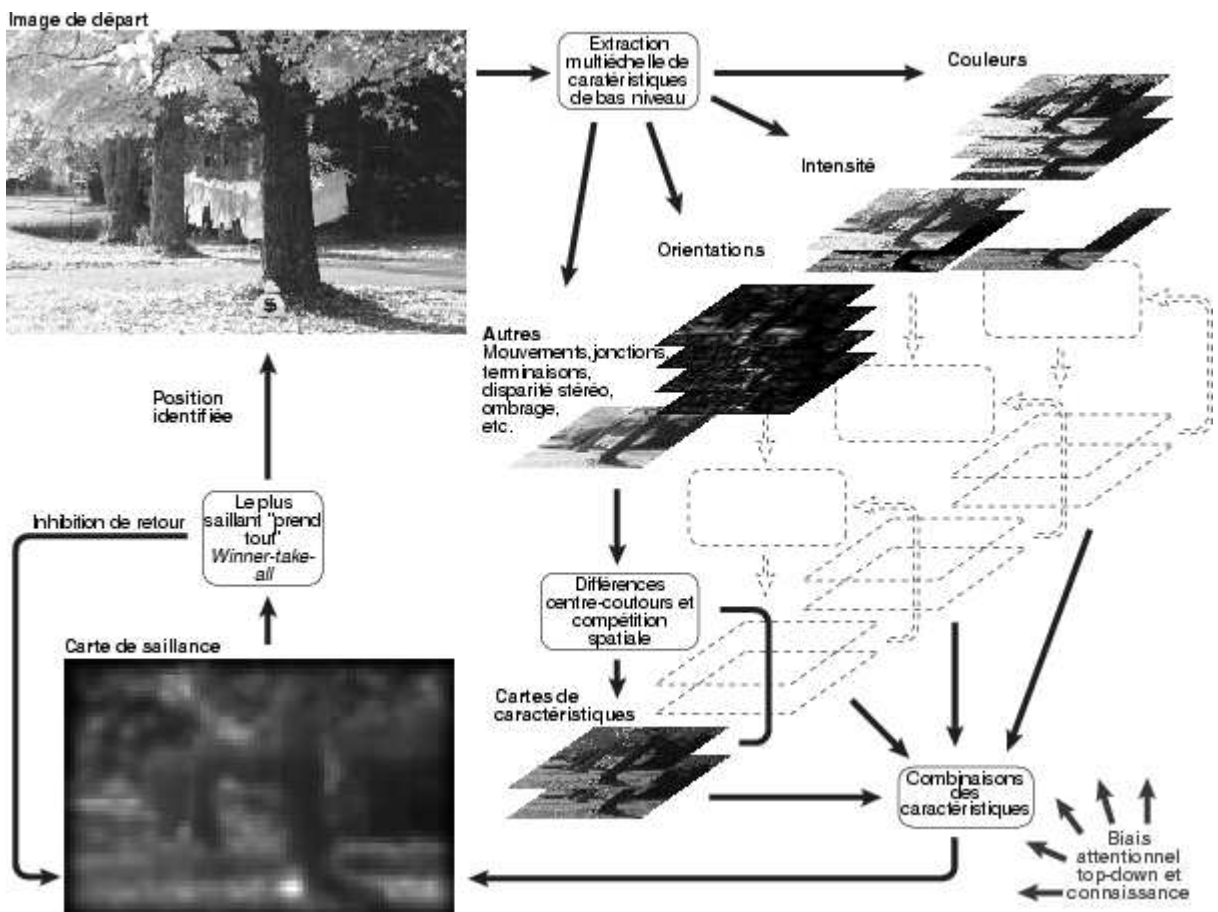 Image de départ
Extraction
multiéchelle de
caratéristiques
de bas niveau
Couleurs
Intensité
Orientations
$
Autres
Mouvements, jonctions,
terminaisons,
disparité stéréo,
ombrage,
etc.
Position
identifiée
Inhibition de retour
Le plus
saillant "prend
tout"
Winner-take-
all
Différences
centre-coutours et
compétition
spatiale
Carte de saillance
Cartes de
caractéristiques
Combinaisons
des
caractéristiques
Biais
attentionnel
top-down et
connaissance